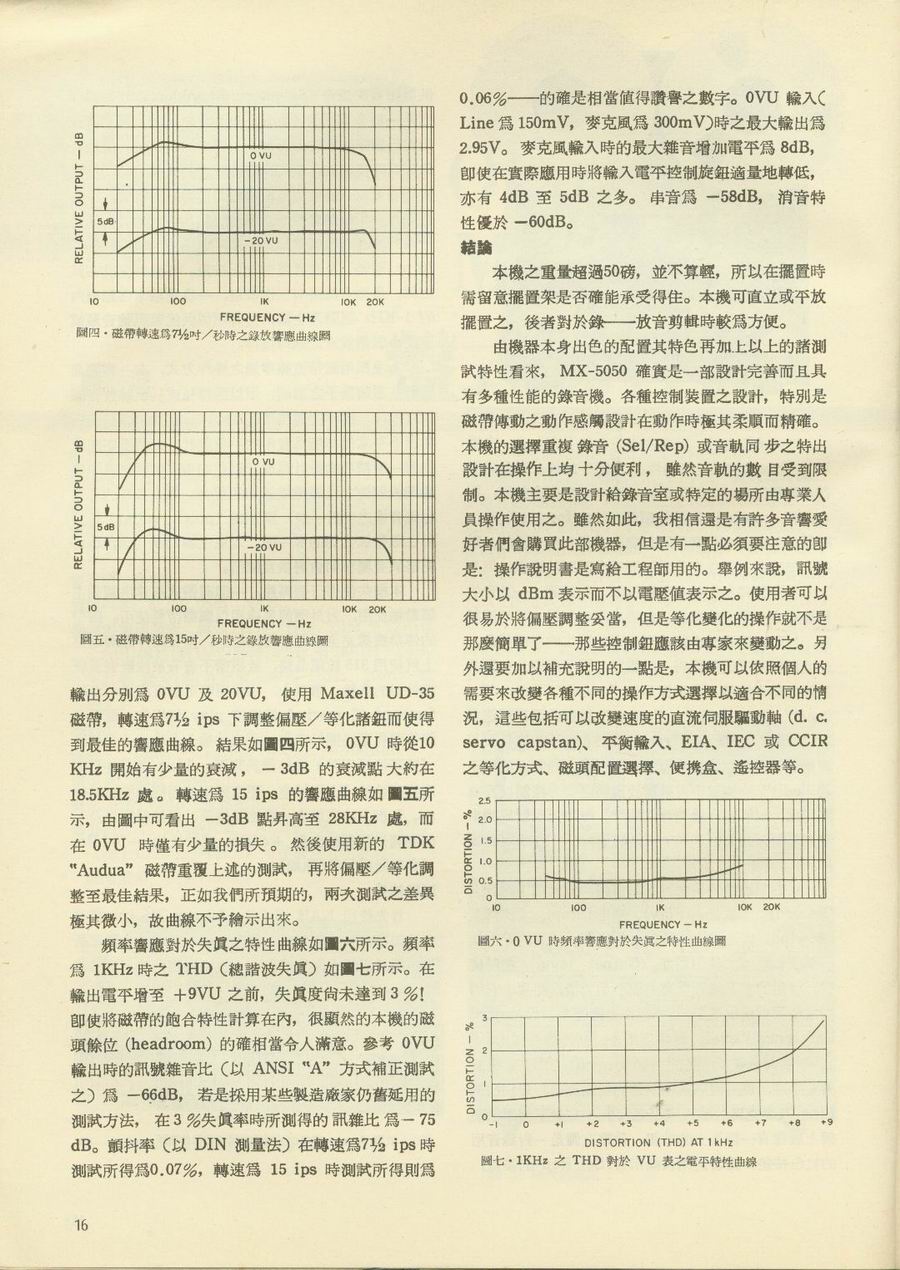 RELATIVE OUTPUT — dB
0 VU
5dB
－20 VU
10 100 1K 10K 20K
FREQUENCY — Hz
圖四・磁帶轉速爲7½吋／秒時之錄放響應曲線圖
RELATIVE OUTPUT — dB
0 VU
5dB
－20 VU
10 100 1K 10K 20K
FREQUENCY — Hz
圖五・磁帶轉速爲15吋／秒時之錄放響應曲線圖
輸出分別爲 0VU 及 20VU， 使用 Maxell UD-35
磁帶，轉速爲7½ ips 下調整偏壓／等化諸鈕而使得
到最佳的響應曲線。結果如圖四所示， 0VU 時從10
KHz 開始有少量的衰減， －3dB 的衰減點大約在
18.5KHz 處。轉速爲 15 ips 的響應曲線如圖五所
示，由圖中可看出 －3dB 點昇高至 28KHz 處，而
在 0VU 時僅有少量的損失。然後使用新的 TDK
“Audua” 磁帶重覆上述的測試， 再將偏壓／等化調
整至最佳結果，正如我們所預期的，兩次測試之差異
極其微小，故曲線不予繪示出來。
頻率響應對於失眞之特性曲線如圖六所示。頻率
爲 1KHz 時之 THD（總諧波失眞）如圖七所示。在
輸出電平增至 ＋9VU 之前，失眞度尙未達到 3 %！
卽使將磁帶的飽合特性計算在內，很顯然的本機的磁
頭餘位 (headroom) 的確相當令人滿意。參考 0VU
輸出時的訊號雜音比（以 ANSI “A” 方式補正測試
之）爲 －66dB， 若是採用某些製造廠家仍舊延用的
測試方法， 在 3 %失眞率時所測得的訊雜比爲－75
dB。顫抖率（以 DIN 測量法）在轉速爲7½ ips 時
測試所得爲0.07%，轉速爲 15 ips 時測試所得則爲
16
0.06%——的確是相當值得讚譽之數字。0VU 輸入(
Line 爲 150mV，麥克風爲 300mV)時之最大輸出爲
2.95V。 麥克風輸入時的最大雜音增加電平爲 8dB，
卽使在實際應用時將輸入電平控制旋鈕適量地轉低，
亦有 4dB 至 5dB 之多。 串音爲 －58dB， 消音特
性優於 －60dB。
結論
本機之重量超過50磅，並不算輕，所以在擺置時
需留意擺置架是否確能承受得住。本機可直立或平放
擺置之，後者對於錄——放音剪輯時較爲方便。
由機器本身出色的配置其特色再加上以上的諸測
試特性看來， MX-5050 確實是一部設計完善而且具
有多種性能的錄音機。各種控制裝置之設計，特別是
磁帶傳動之動作感觸設計在動作時極其柔順而精確。
本機的選擇重複錄音 (Sel/Rep) 或音軌同步之特出
設計在操作上均十分便利， 雖然音軌的數目受到限
制。本機主要是設計給錄音室或特定的場所由專業人
員操作使用之。雖然如此，我相信還是有許多音響愛
好者們會購買此部機器，但是有一點必須要注意的卽
是：操作說明書是寫給工程師用的。舉例來說，訊號
大小以 dBm 表示而不以電壓值表示之。使用者可以
很易於將偏壓調整妥當，但是等化變化的操作就不是
那麼簡單了——那些控制鈕應該由專家來變動之。另
外還要加以補充說明的一點是，本機可以依照個人的
需要來改變各種不同的操作方式選擇以適合不同的情
況，這些包括可以改變速度的直流伺服驅動軸 (d. c.
servo capstan)、 平衡輸入、EIA、IEC 或 CCIR
之等化方式、磁頭配置選擇、便携盒、遙控器等。
DISTORTION — %
2.5
2.0
1.5
1.0
0.5
0
10 100 1K 10K 20K
FREQUENCY — Hz
圖六・0 VU 時頻率響應對於失眞之特性曲線圖
DISTORTION — %
3
2
1
0
-1 0 +1 +2 +3 +4 +5 +6 +7 +8 +9
DISTORTION (THD) AT 1kHz
圖七・1KHz 之 THD 對於 VU 表之電平特性曲線